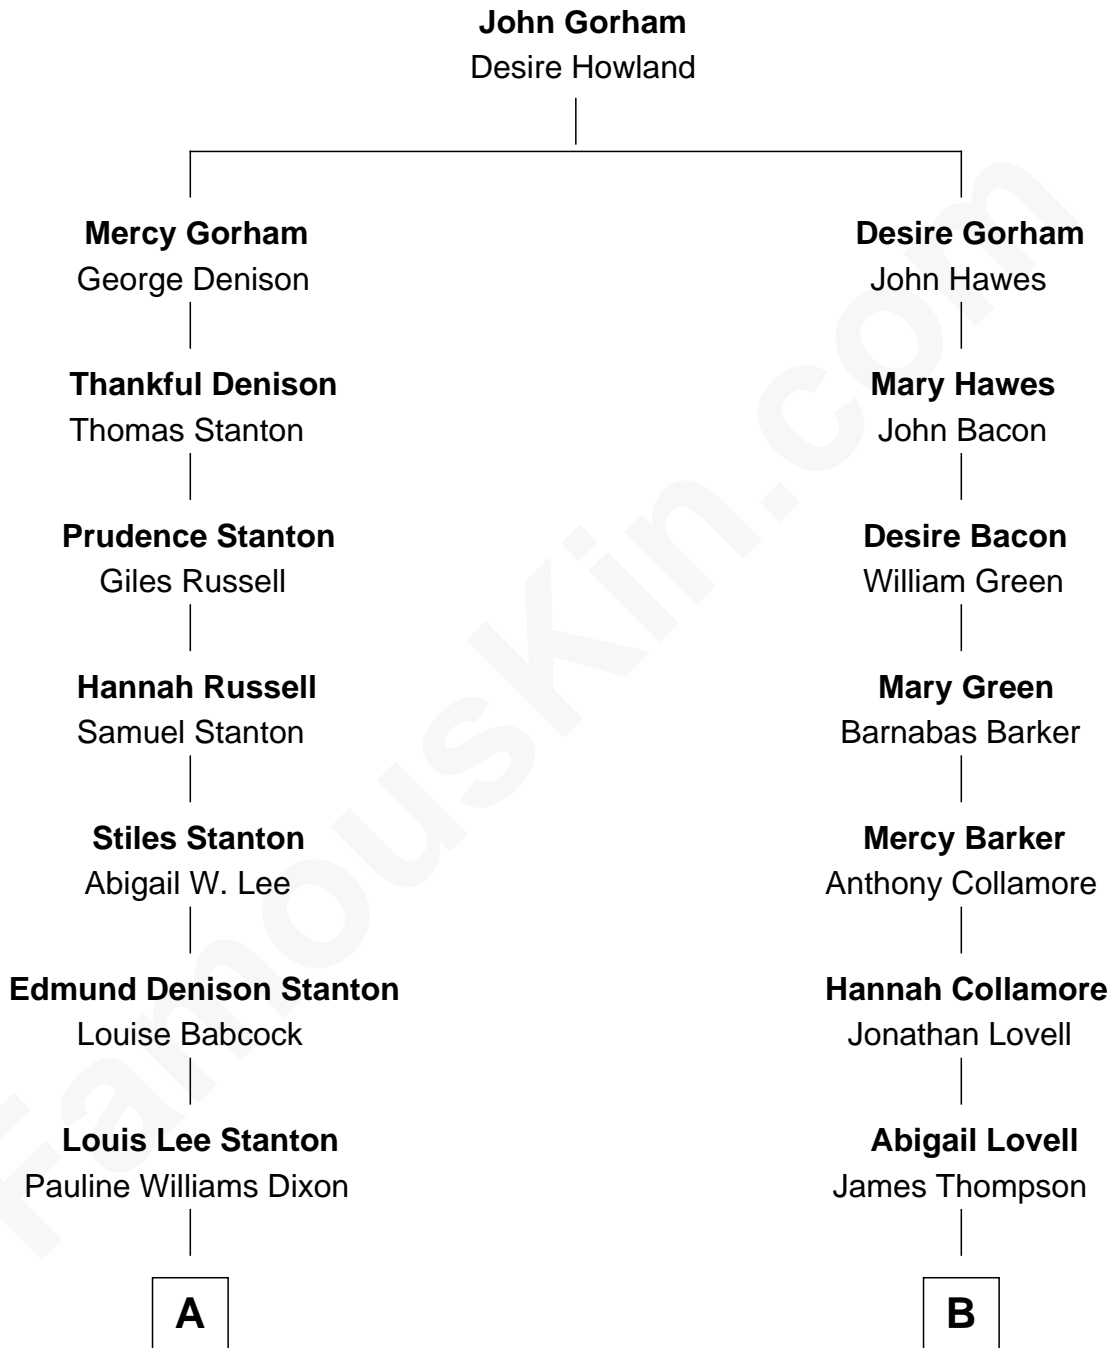 John Gorham
Desire Howland
Mercy Gorham
George Denison
Desire Gorham
John Hawes
Thankful Denison
Thomas Stanton
Mary Hawes
John Bacon
Prudence Stanton
Giles Russell
Desire Bacon
William Green
Hannah Russell
Samuel Stanton
Mary Green
Barnabas Barker
Stiles Stanton
Abigail W. Lee
Mercy Barker
Anthony Collamore
Edmund Denison Stanton
Louise Babcock
Hannah Collamore
Jonathan Lovell
Louis Lee Stanton
Pauline Williams Dixon
Abigail Lovell
James Thompson
A
B
FamousKin.com